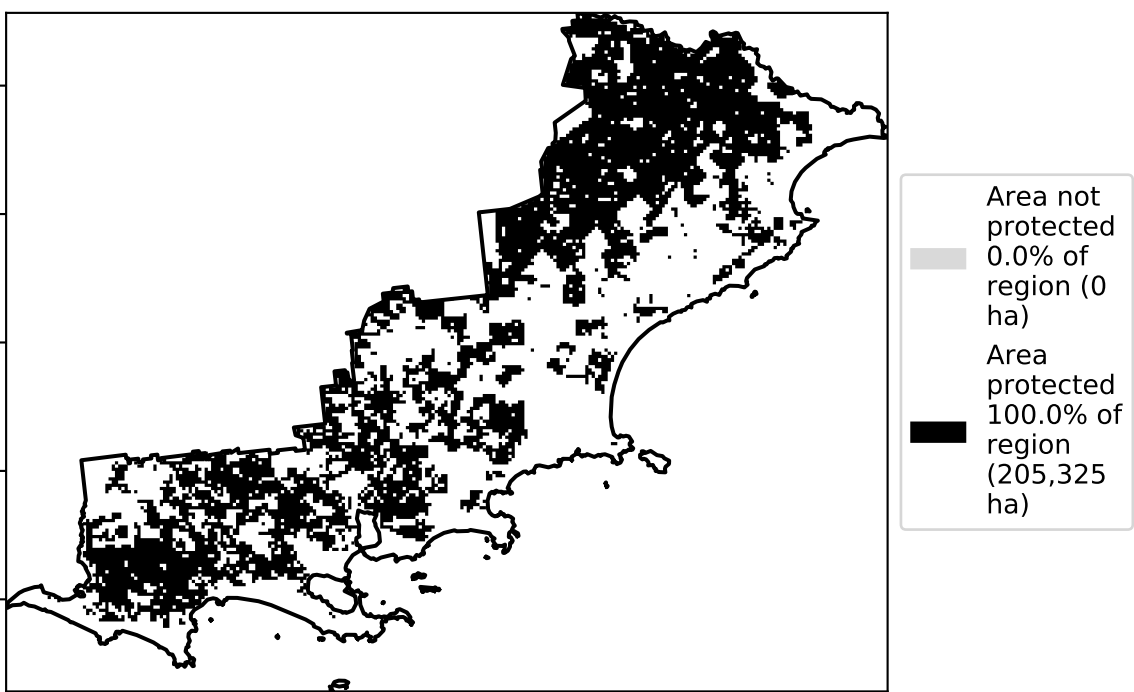 Area not
protected
0.0% of
region (0
ha)
Area
protected
100.0% of
region
(205,325
ha)